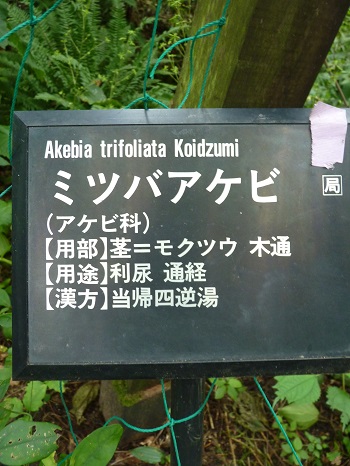 Akebia trifoliata Koidzumi
ミツバアケビ
局
(アケビ科)
【用部】茎=モクツウ 木通
【用途】利尿 通経
【漢方】当帰四逆湯